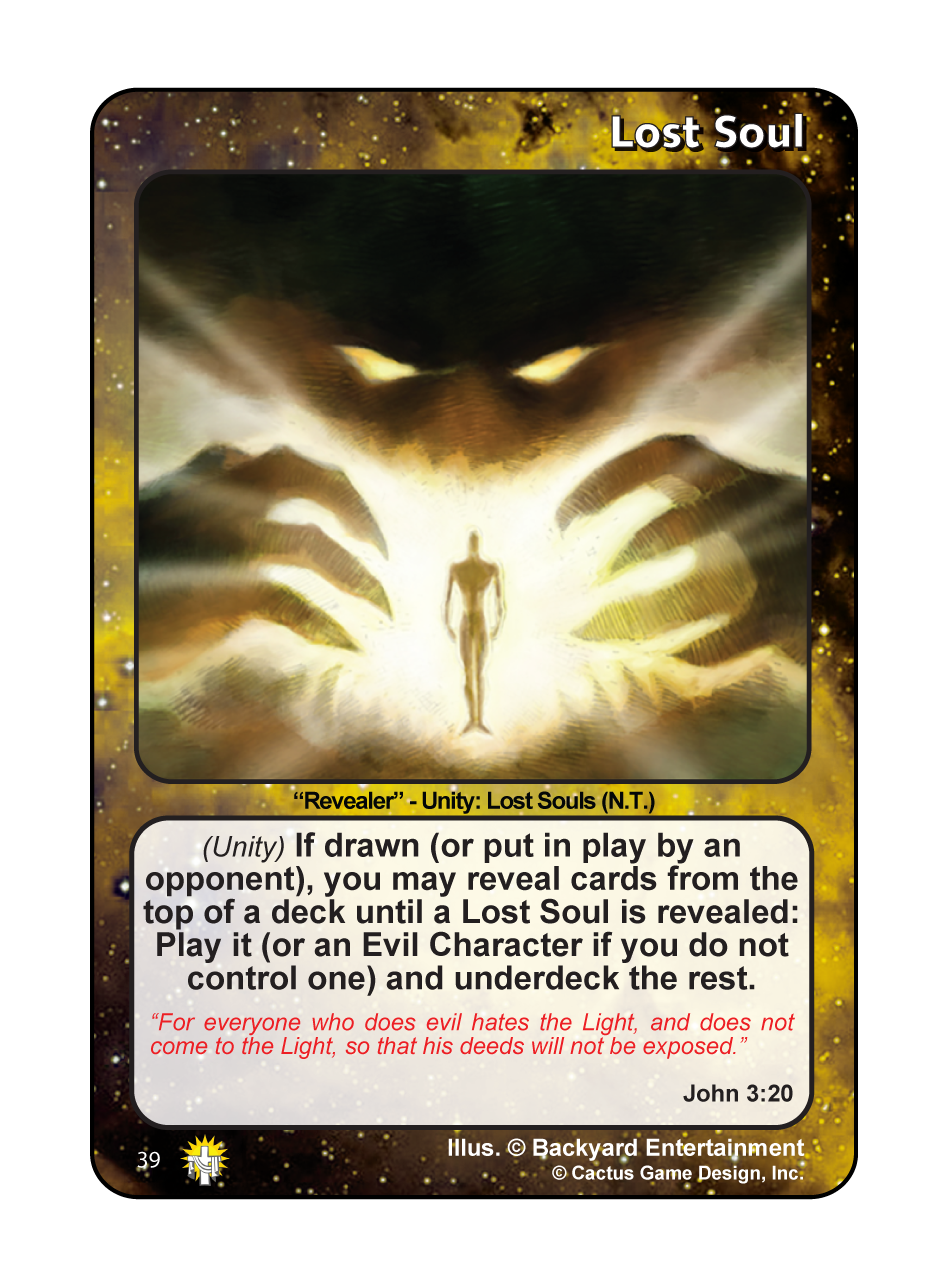 Lost Soul
“Revealer” - Unity: Lost Souls (N.T.)
(Unity) If drawn (or put in play by an
opponent), you may reveal cards from the
top of a deck until a Lost Soul is revealed:
Play it (or an Evil Character if you do not
control one) and underdeck the rest.
“For everyone who does evil hates the Light, and does not
come to the Light, so that his deeds will not be exposed.”
John 3:20
39
Illus. © Backyard Entertainment
© Cactus Game Design, Inc.